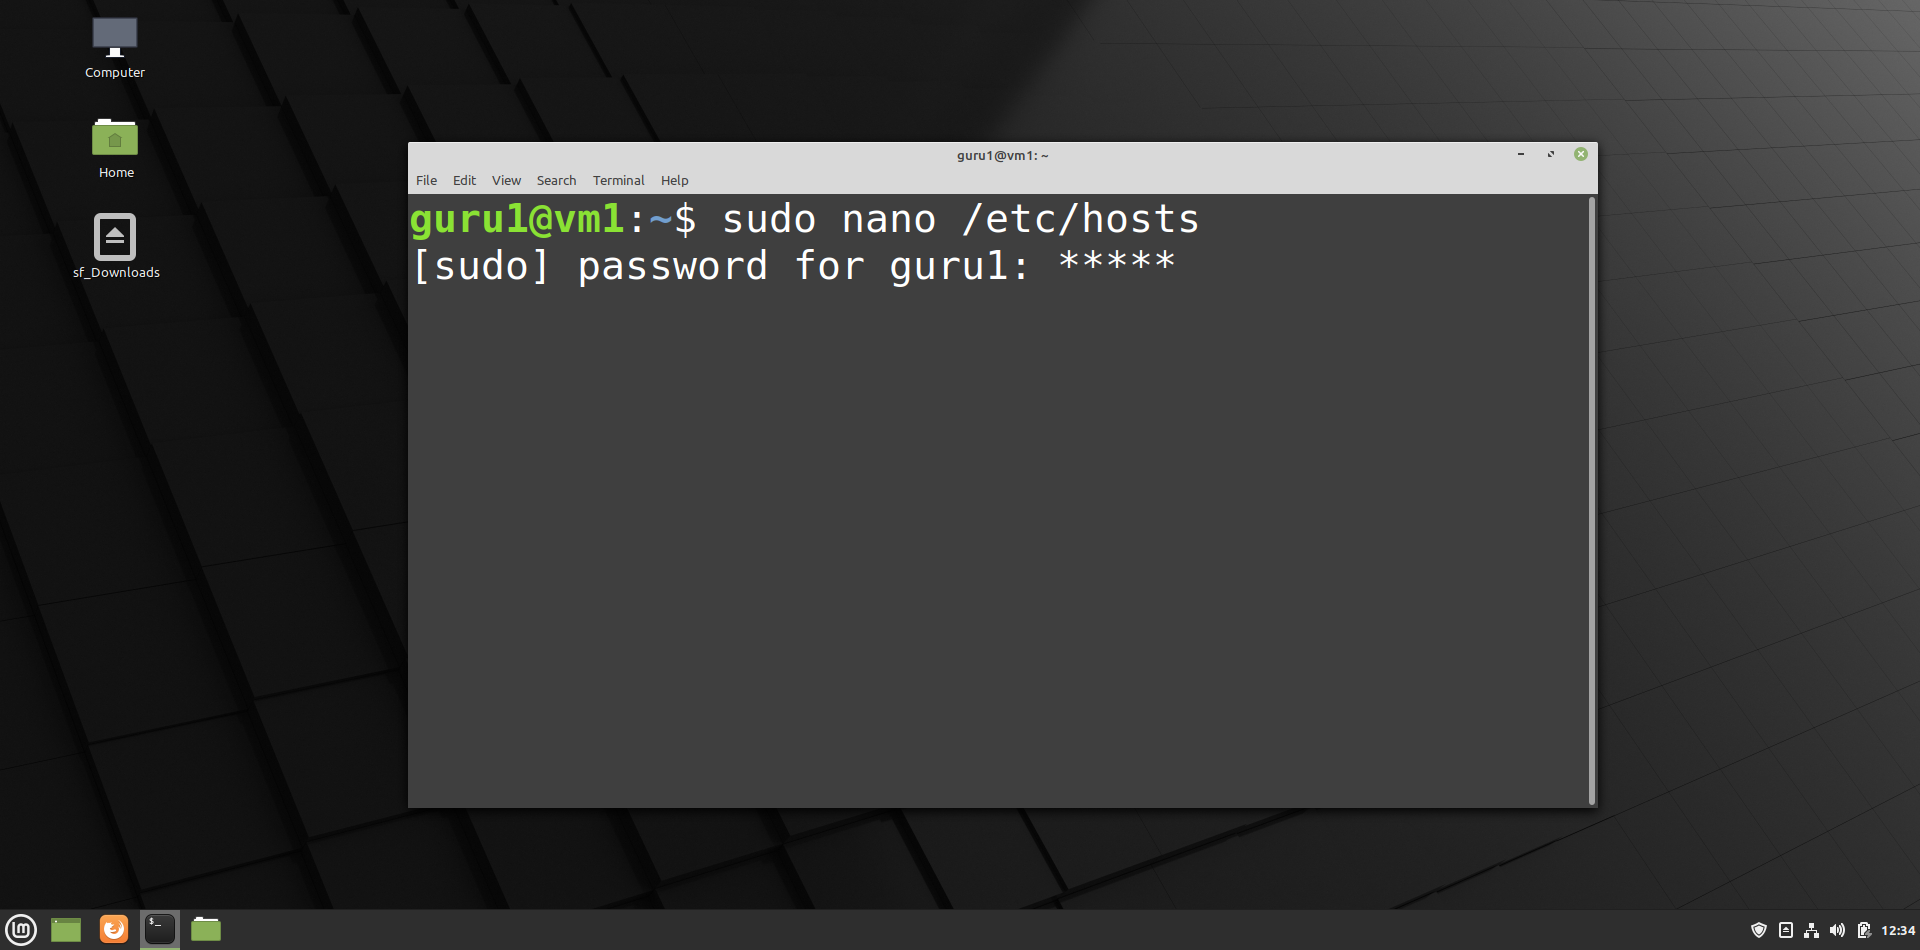 Computer
Home
sf_Downloads
guru1@vm1: ~
File Edit View Search Terminal Help
guru1@vm1:~$ sudo nano /etc/hosts
[sudo] password for guru1: *****
$_
12:34